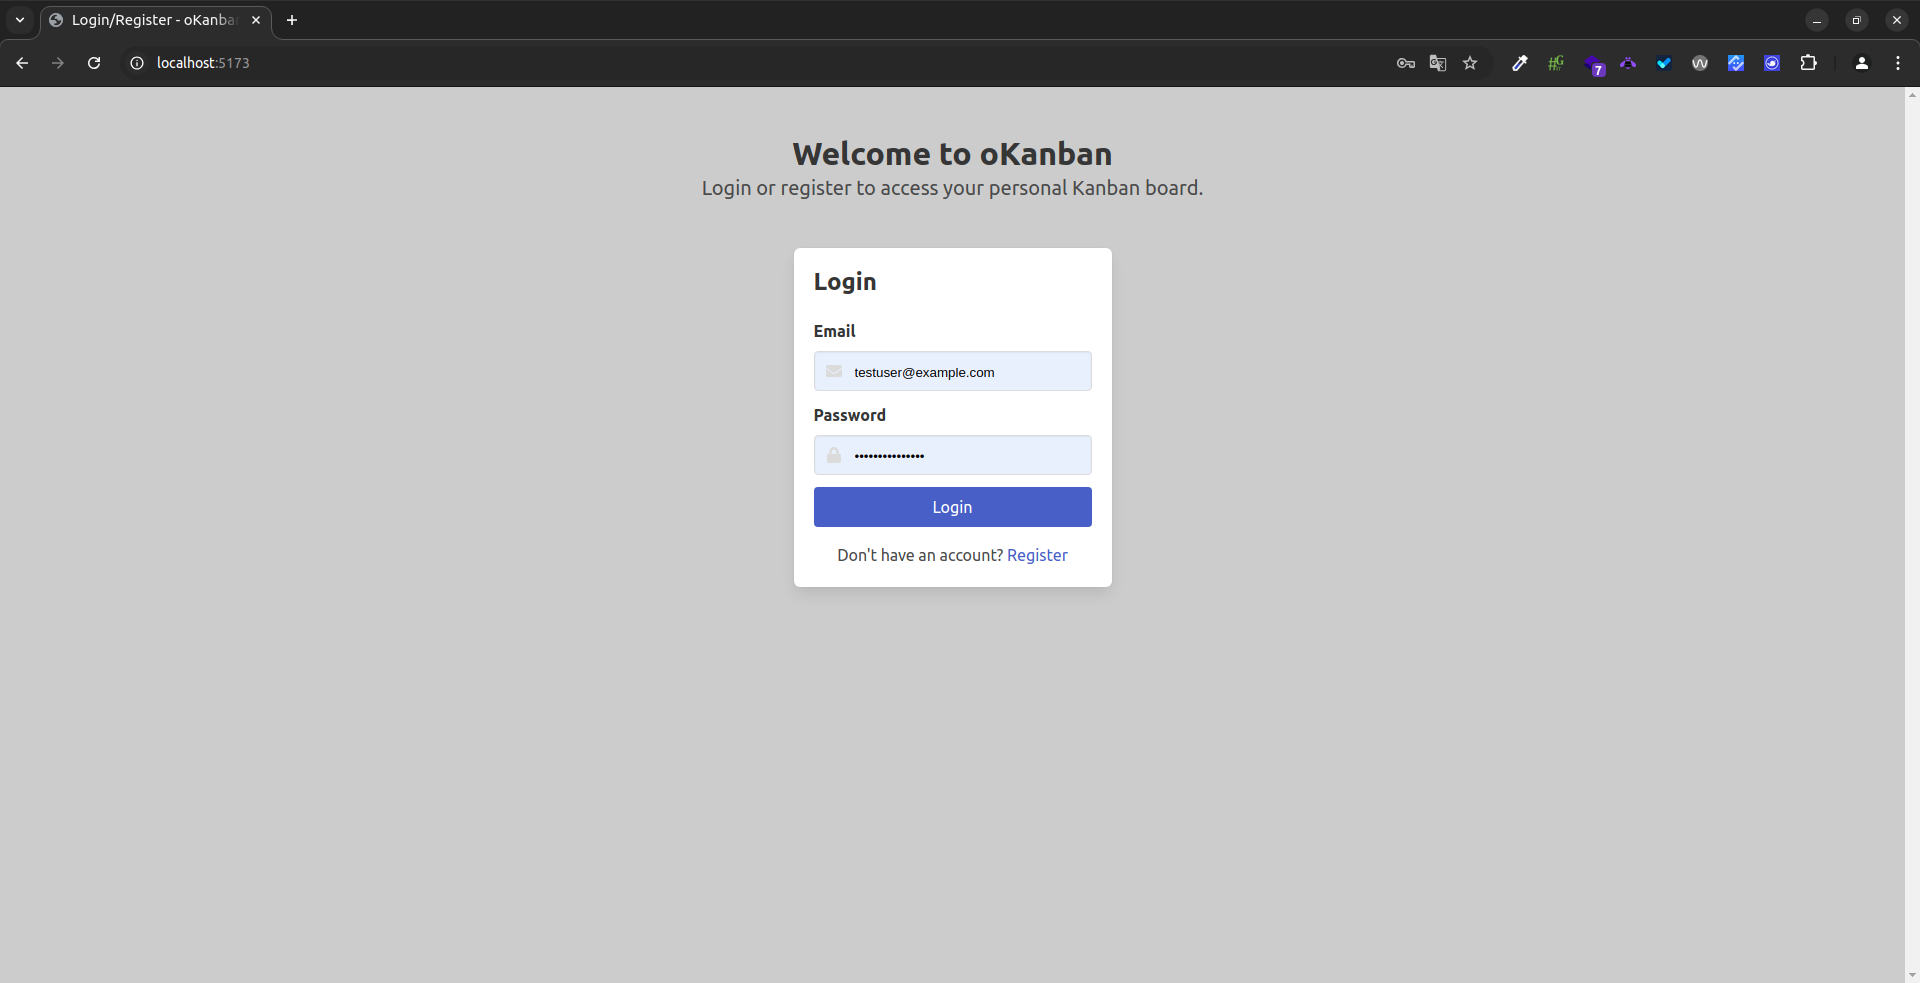 Login/Register - oKanba
localhost:5173
7
Welcome to oKanban
Login or register to access your personal Kanban board.
Login
Email
testuser@example.com
Password
•••••••••••••••
Login
Don't have an account? Register